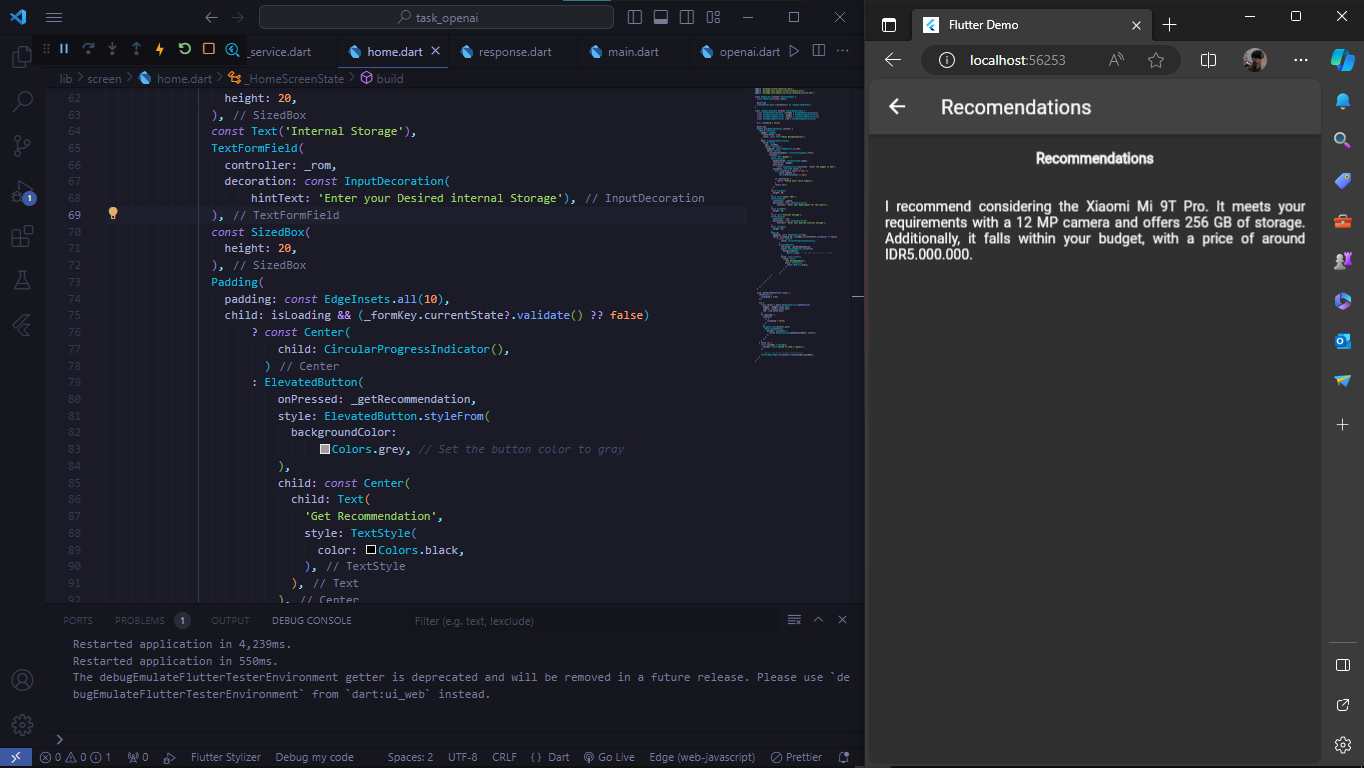 task_openai
_service.dart
home.dart
response.dart
main.dart
openai.dart
lib > screen > home.dart > _HomeScreenState > build
62 height: 20,
63 ), // SizedBox
64 const Text('Internal Storage'),
65 TextFormField(
66 controller: _rom,
67 decoration: const InputDecoration(
68 hintText: 'Enter your Desired internal Storage'), // InputDecoration
69 ), // TextFormField
70 const SizedBox(
71 height: 20,
72 ), // SizedBox
73 Padding(
74 padding: const EdgeInsets.all(10),
75 child: isLoading && (_formKey.currentState?.validate() ?? false)
76 ? const Center(
77 child: CircularProgressIndicator(),
78 ) // Center
79 : ElevatedButton(
80 onPressed: _getRecommendation,
81 style: ElevatedButton.styleFrom(
82 backgroundColor:
83 Colors.grey, // Set the button color to gray
84 ),
85 child: const Center(
86 child: Text(
87 'Get Recommendation',
88 style: TextStyle(
89 color: Colors.black,
90 ), // TextStyle
91 ), // Text
92 ), // Center
PORTS
PROBLEMS 1
OUTPUT
DEBUG CONSOLE
Filter (e.g. text, !exclude)
Restarted application in 4,239ms.
Restarted application in 550ms.
The debugEmulateFlutterTesterEnvironment getter is deprecated and will be removed in a future release. Please use `de
bugEmulateFlutterTesterEnvironment` from `dart:ui_web` instead.
0 0 1 0 Flutter Stylizer Debug my code Spaces: 2 UTF-8 CRLF { } Dart Go Live Edge (web-javascript) Prettier
1
Flutter Demo
localhost:56253
Recomendations
Recommendations
I recommend considering the Xiaomi Mi 9T Pro. It meets your
requirements with a 12 MP camera and offers 256 GB of storage.
Additionally, it falls within your budget, with a price of around
IDR5.000.000.